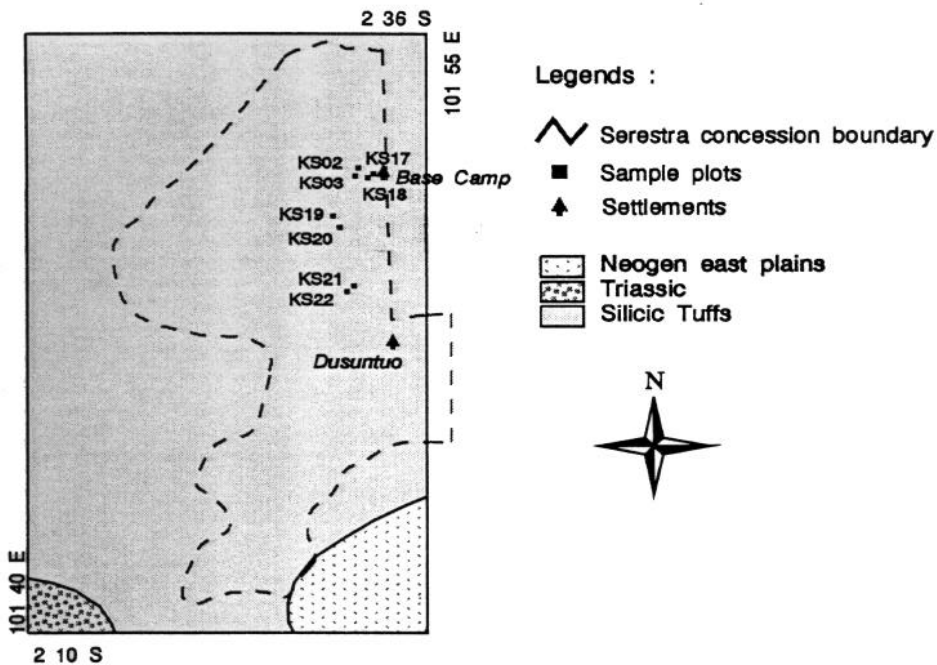 2 36 S
101 55 E
Legends :
Serestra concession boundary
Sample plots
Settlements
Neogen east plains
Triassic
Silicic Tuffs
KS02
KS17
KS03
Base Camp
KS18
KS19
KS20
KS21
KS22
Dusuntuo
N
101 40 E
2 10 S